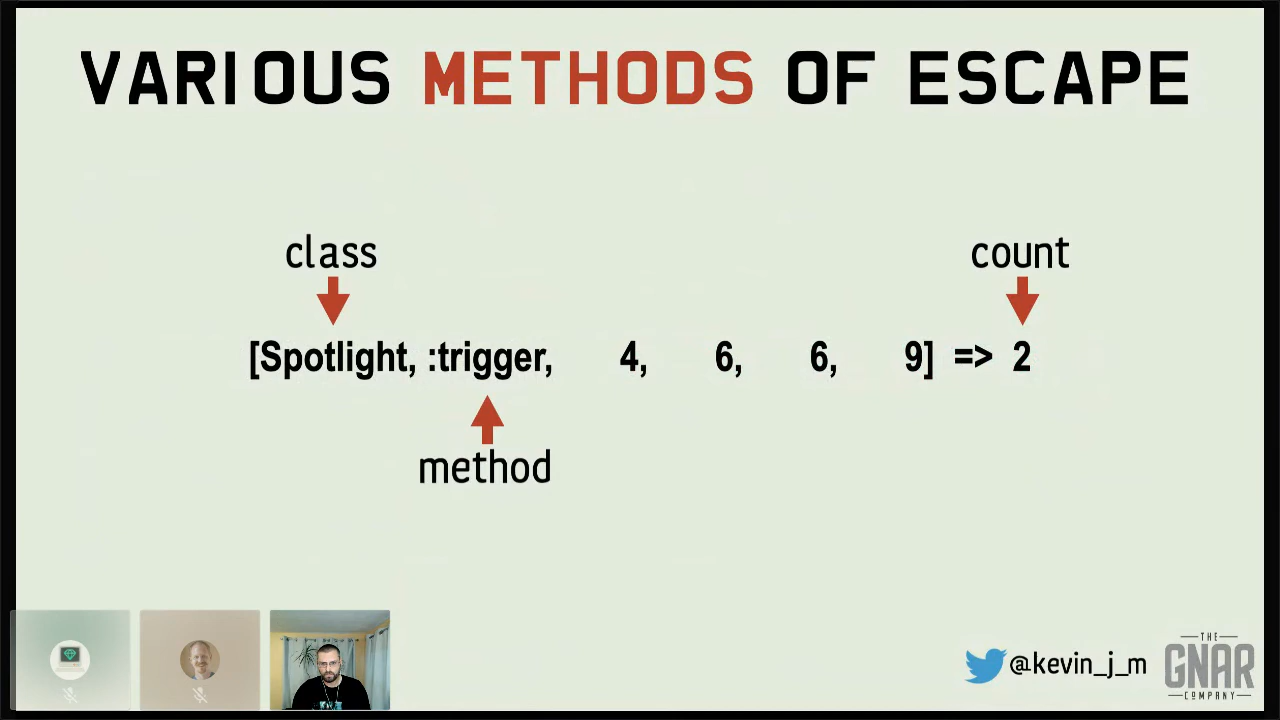 VARIOUS METHODS OF ESCAPE
class
count
[Spotlight, :trigger, 4, 6, 6, 9] => 2
method
@kevin_j_m
THE
GNAR
COMPANY